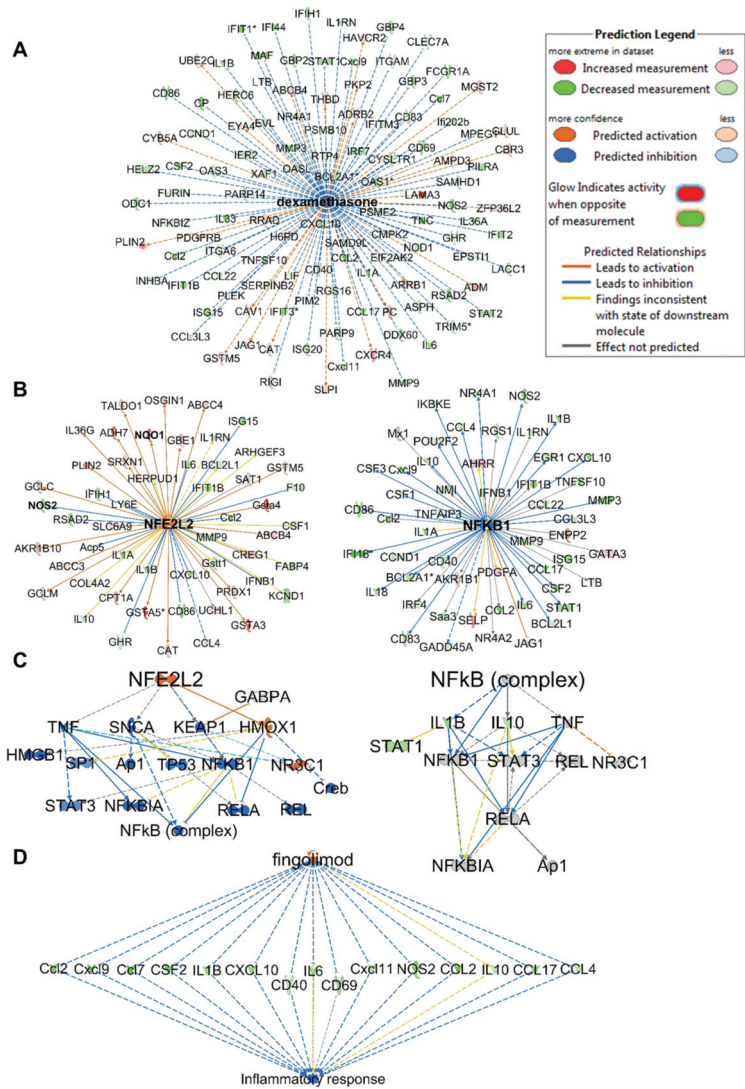 A
IFIH1
IFIT1*
IFI44
IL1RN
GBP4
HAVCR2
CLEC7A
UBE2C
MAF
GBP2
STAT1
Cxcl9
ITGAM
IL1B
FCGR1A
CD86
LTB
ABCB4
PKP2
GBP3
MGST2
CP
HERC6
THBD
Ccl7
NR4A1
ADRB2
CD83
EYA4
EVL
PSMB10
IFITM3
Ifi202b
CYB5A
CCND1
MMP3
IRF7
CD69
MPEG1
CLUL
IER2
RTP4
CYSLTR1
CBR3
HELZ2
CSF2
OAS3
XAF1
OASL
BCL2A1*
OAS1*
AMPD3
PILRA
SAMHD1
ODC1
FURIN
PARP14
LAMA3
NOS2
ZFP36L2
dexamethasone
PSME2
NFKBIZ
IL33
RRAD
CXCL10
TNC
IL36A
IFIT2
PLIN2
PDGFRB
H6PD
CMPK2
SAMD9L
NOD1
GHR
Ccl2
ITGA6
TNFSF10
CCL2
EIF2AK2
EPSTI1
CD40
IL1A
LACC1
INHBA
IFIT1B
CCL22
SERPINB2
LIF
RGS16
ARRB1
ADM
PLEK
PIM2
RSAD2
ISG15
CAV1
IFIT3*
CCL17
PC
ASPH
STAT2
CCL3L3
JAG1
PARP9
DDX60
TRIM5*
GSTM5
CAT
ISG20
Cxcl11
CXCR4
IL6
RIGI
SLPI
MMP9
Prediction Legend
more extreme in dataset less
Increased measurement
Decreased measurement
more confidence less
Predicted activation
Predicted inhibition
Glow Indicates activity
when opposite
of measurement
Predicted Relationships
Leads to activation
Leads to inhibition
Findings inconsistent
with state of downstream
molecule
Effect not predicted
B
OSGIN1
TALDO1
ABCC4
ISG15
IL36G
ADH7
NQO1
GBE1
IL1RN
ARHGEF3
PLIN2
SRXN1
IL6
BCL2L1
GSTM5
GCLC
HERPUD1
SAT1
IFIH1
IFIT1B
F10
NOS2
LY6E
Gsta4
RSAD2
SLC6A9
NFE2L2
Ccl2
CSF1
AKR1B10
Acp5
MMP9
ABCB4
ABCC3
IL1A
Gstt1
CREG1
IL1B
CXCL10
FABP4
GCLM
COL4A2
IFNB1
CPT1A
PRDX1
KCND1
IL10
GSTA5*
CD86
UCHL1
GSTA3
GHR
CCL4
CAT
NR4A1
NOS2
IKBKE
Mx1
CCL4
RGS1
IL1B
POU2F2
IL1RN
CSF3
Cxcl9
IL10
AHRR
EGR1
CXCL10
NMI
IFNB1
IFIT1B
TNFSF10
CD86
CSF1
TNFAIP3
CCL22
MMP3
Ccl2
NFKB1
CGL3L3
IL1A
ENPP2
IFI16*
CCND1
MMP9
ISG15
GATA3
CD40
CCL17
BCL2A1*
AKR1B1
PDGFA
LTB
IL18
CSF2
IRF4
CCL2
IL6
STAT1
Saa3
SELP
BCL2L1
CD83
NR4A2
GADD45A
JAG1
C
NFE2L2
GABPA
TNF
SNCA
KEAP1
HMOX1
HMGB1
SP1
Ap1
TP53
NFKB1
NR3C1
Creb
STAT3
NFKBIA
RELA
REL
NFkB (complex)
NFkB (complex)
IL1B
IL10
TNF
STAT1
NFKB1
STAT3
REL
NR3C1
RELA
NFKBIA
Ap1
D
fingolimod
Ccl2
Cxcl9
Ccl7
CSF2
IL1B
CXCL10
CD40
IL6
CD69
Cxcl11
NOS2
CCL2
IL10
CCL17
CCL4
Inflammatory response